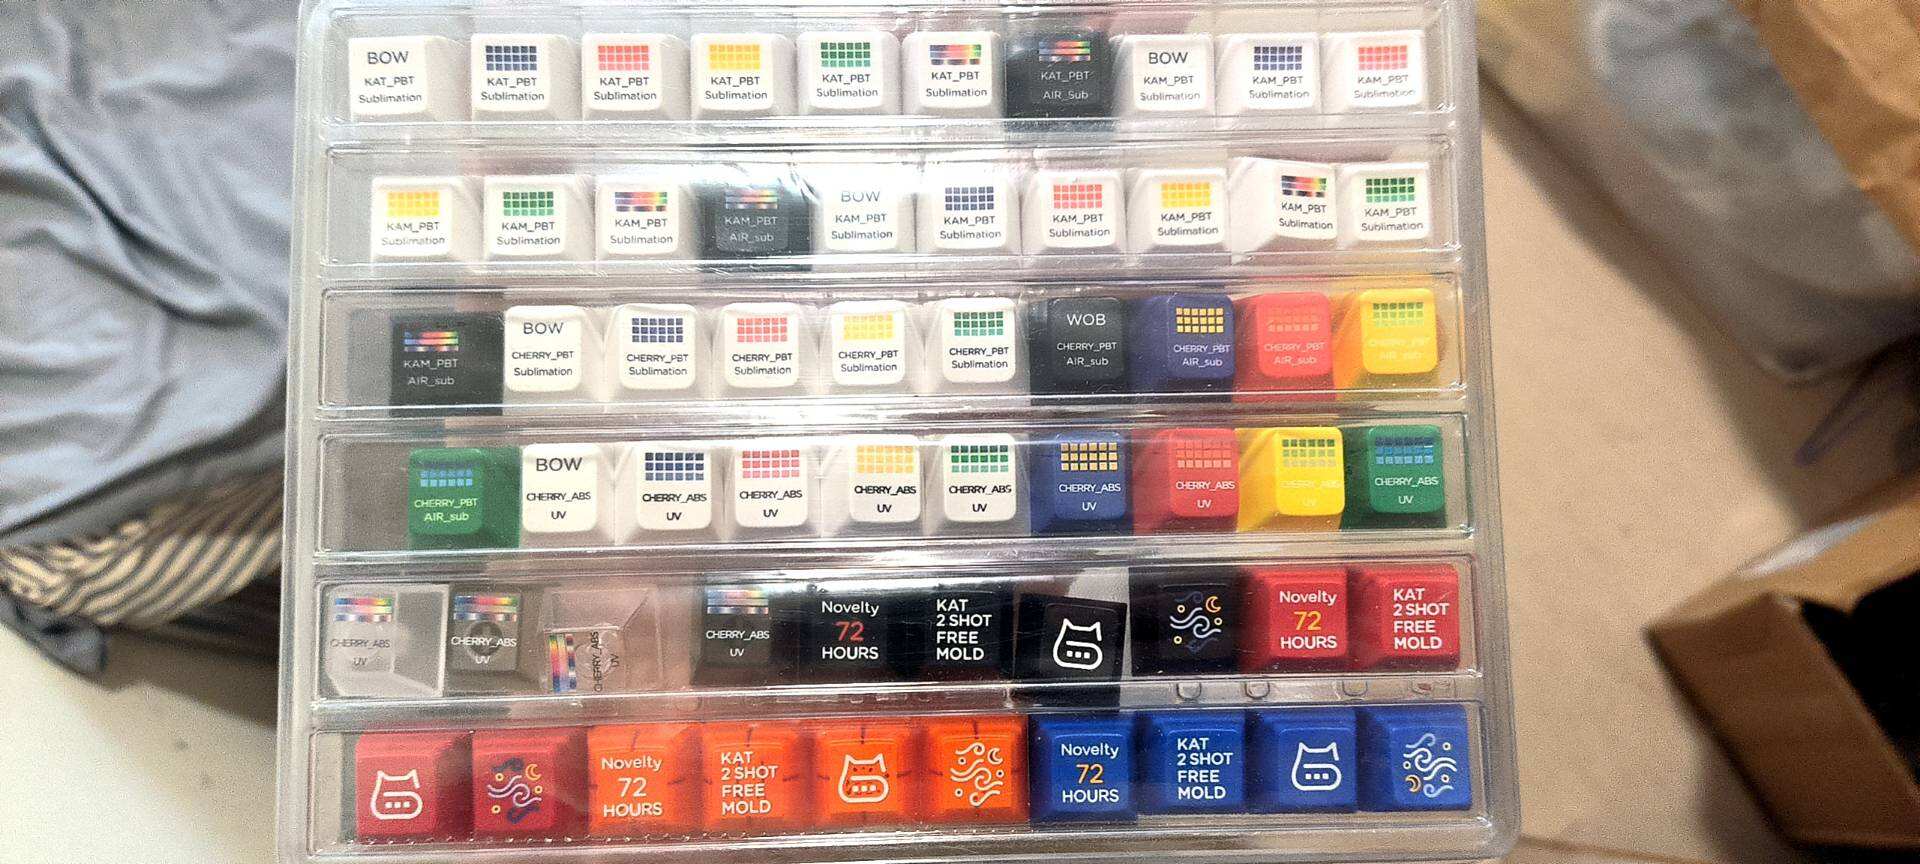 BOW
KAT_PBT
Sublimation
KAT_PBT
Sublimation
KAT_PBT
Sublimation
KAT_PBT
Sublimation
KAT_PBT
Sublimation
KAT_PBT
Sublimation
KAT_PBT
AIR_Sub
BOW
KAM_PBT
Sublimation
KAM_PBT
Sublimation
KAM_PBT
Sublimation
KAM_PBT
Sublimation
KAM_PBT
Sublimation
KAM_PBT
Sublimation
KAM_PBT
AIR_sub
BOW
KAM_PBT
Sublimation
KAM_PBT
Sublimation
KAM_PBT
Sublimation
KAM_PBT
Sublimation
KAM_PBT
Sublimation
KAM_PBT
Sublimation
KAM_PBT
AIR_sub
BOW
CHERRY_PBT
Sublimation
CHERRY_PBT
Sublimation
CHERRY_PBT
Sublimation
CHERRY_PBT
Sublimation
CHERRY_PBT
Sublimation
WOB
CHERRY_PBT
AIR_sub
CHERRY_PBT
AIR_sub
CHERRY_PBT
AIR_sub
CHERRY_PBT
AIR_sub
CHERRY_PBT
AIR_sub
BOW
CHERRY_ABS
UV
CHERRY_ABS
UV
CHERRY_ABS
UV
CHERRY_ABS
UV
CHERRY_ABS
UV
CHERRY_ABS
UV
CHERRY_ABS
UV
CHERRY_ABS
UV
CHERRY_ABS
UV
CHERRY_ABS
UV
CHERRY_ABS
UV
CHERRY_ABS
UV
CHERRY_ABS
UV
Novelty
72
HOURS
KAT
2 SHOT
FREE
MOLD
Novelty
72
HOURS
KAT
2 SHOT
FREE
MOLD
Novelty
72
HOURS
KAT
2 SHOT
FREE
MOLD
Novelty
72
HOURS
KAT
2 SHOT
FREE
MOLD